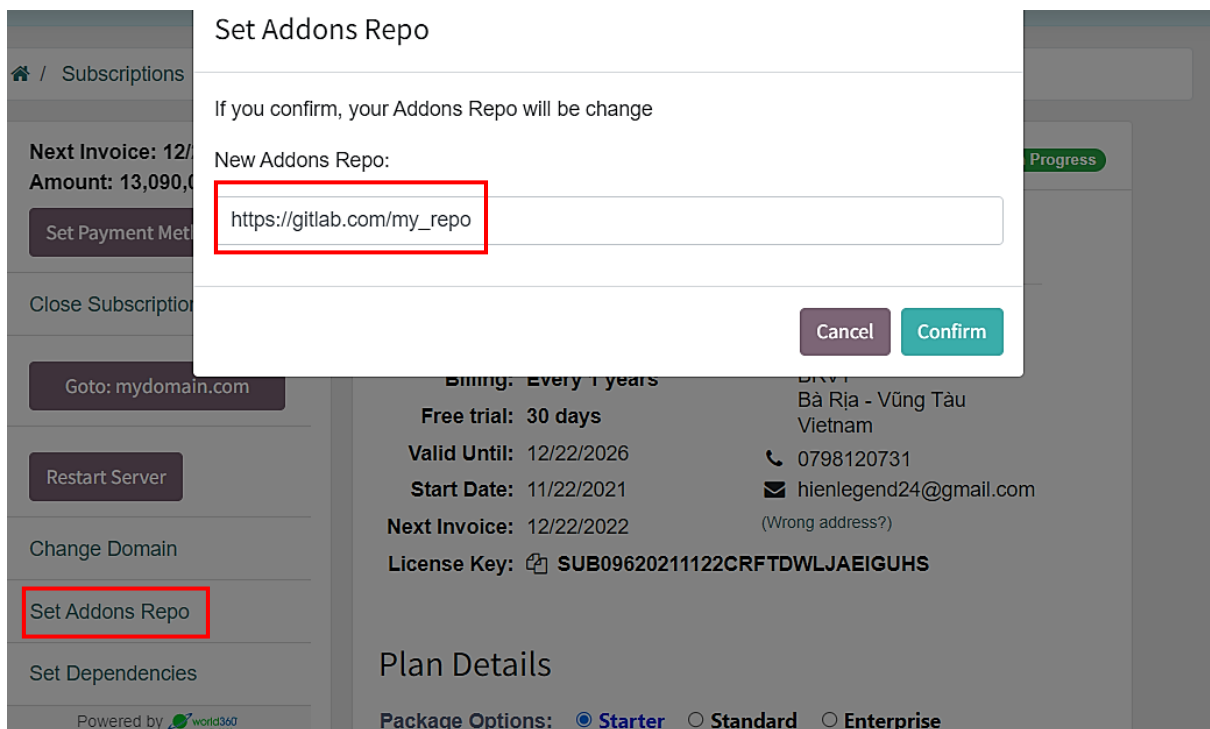 Set Addons Repo
/ Subscriptions
If you confirm, your Addons Repo will be change
New Addons Repo:
https://gitlab.com/my_repo
Cancel Confirm
Next Invoice: 12/
Amount: 13,090,
Set Payment Met
Close Subscription
Goto: mydomain.com
Restart Server
Change Domain
Set Addons Repo
Set Dependencies
Powered by world360
Progress
Billing: Every 1 years
Free trial: 30 days
Valid Until: 12/22/2026
Start Date: 11/22/2021
Next Invoice: 12/22/2022
License Key: SUB09620211122CRFTDWLJAEIGUHS
BRVT
Bà Rịa - Vũng Tàu
Vietnam
0798120731
hienlegend24@gmail.com
(Wrong address?)
Plan Details
Package Options: Starter Standard Enterprise